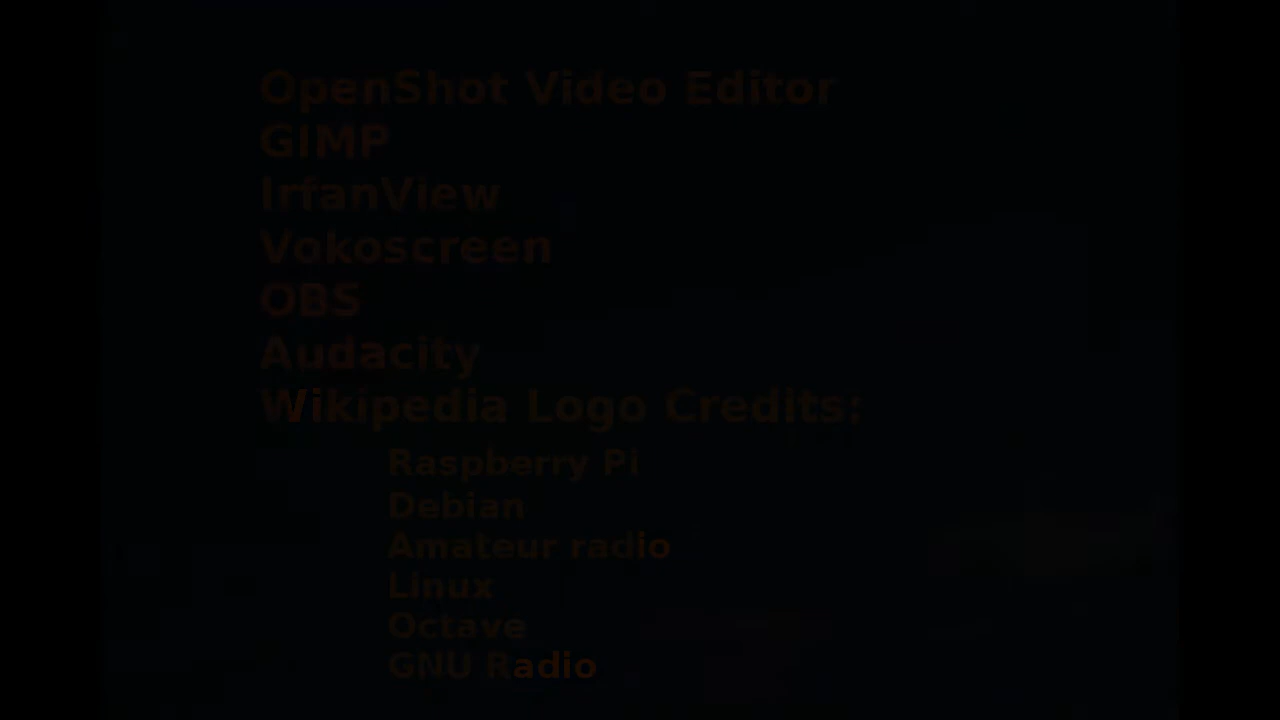 OpenShot Video Editor
GIMP
IrfanView
Vokoscreen
OBS
Audacity
Wikipedia Logo Credits:
Raspberry Pi
Debian
Amateur radio
Linux
Octave
GNU Radio